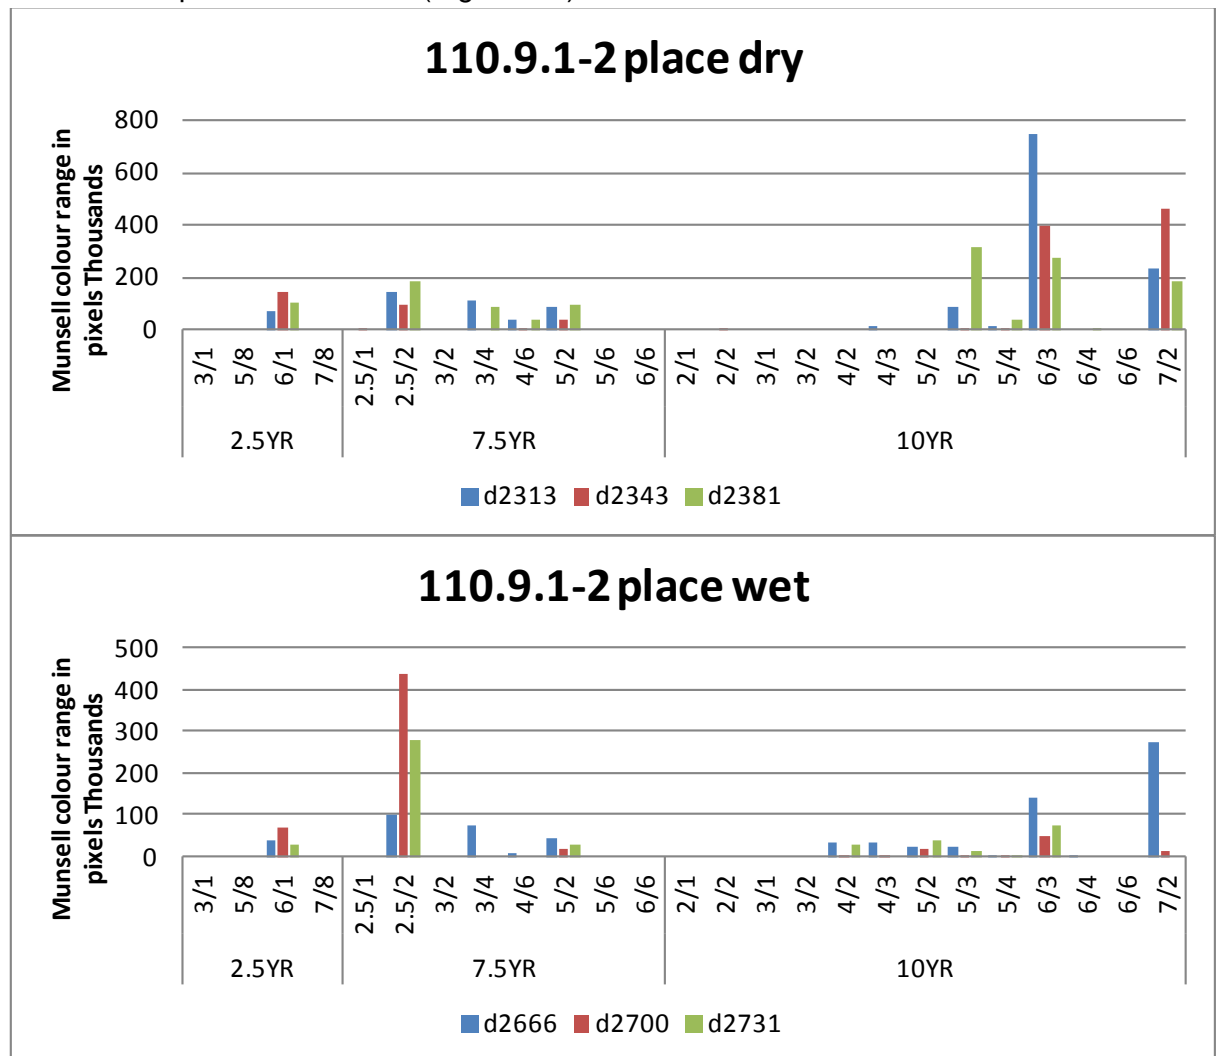 110.9.1-2 place dry
Munsell colour range in
pixels Thousands
800
600
400
200
0
3/1 5/8 6/1 7/8 2.5/1 2.5/2 3/2 3/4 4/6 5/2 5/6 6/6 2/1 2/2 3/1 3/2 4/2 4/3 5/2 5/3 5/4 6/3 6/4 6/6 7/2
2.5YR 7.5YR 10YR
d2313 d2343 d2381
110.9.1-2 place wet
Munsell colour range in
pixels Thousands
500
400
300
200
100
0
3/1 5/8 6/1 7/8 2.5/1 2.5/2 3/2 3/4 4/6 5/2 5/6 6/6 2/1 2/2 3/1 3/2 4/2 4/3 5/2 5/3 5/4 6/3 6/4 6/6 7/2
2.5YR 7.5YR 10YR
d2666 d2700 d2731